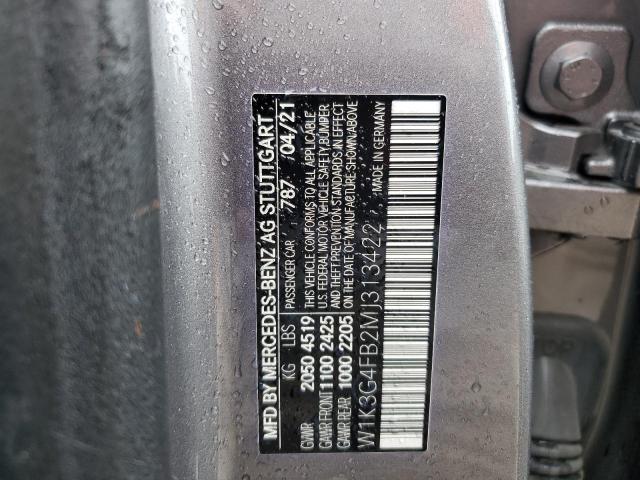 MFD BY MERCEDES-BENZ AG STUTTGART
PASSENGER CAR 787 04/21
KG LBS
GVWR 2050 4519
GAWR FRONT 1100 2425
GAWR REAR 1000 2205
THIS VEHICLE CONFORMS TO ALL APPLICABLE
U.S. FEDERAL MOTOR VEHICLE SAFETY, BUMPER
AND THEFT PREVENTION STANDARDS IN EFFECT
ON THE DATE OF MANUFACTURE SHOWN ABOVE
W1K3G4FB2MJ313422
MADE IN GERMANY